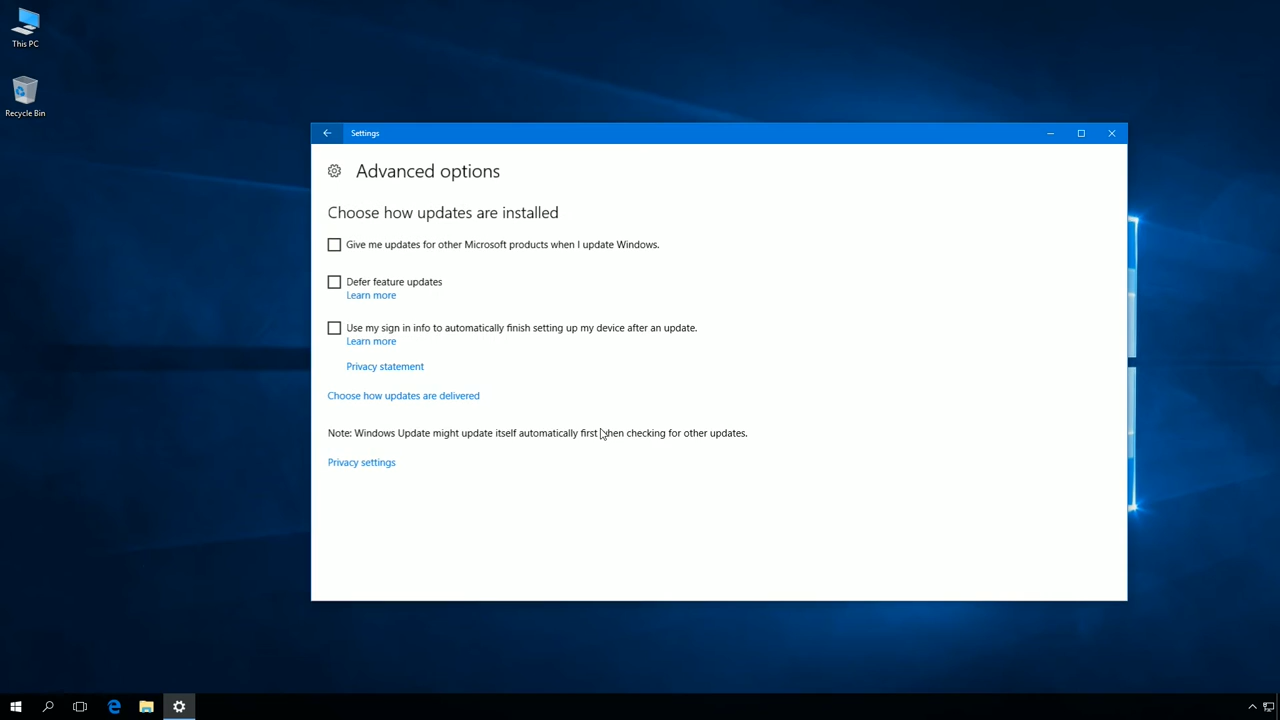 This PC
Recycle Bin
Settings
Advanced options
Choose how updates are installed
Give me updates for other Microsoft products when I update Windows.
Defer feature updates
Learn more
Use my sign in info to automatically finish setting up my device after an update.
Learn more
Privacy statement
Choose how updates are delivered
Note: Windows Update might update itself automatically first when checking for other updates.
Privacy settings